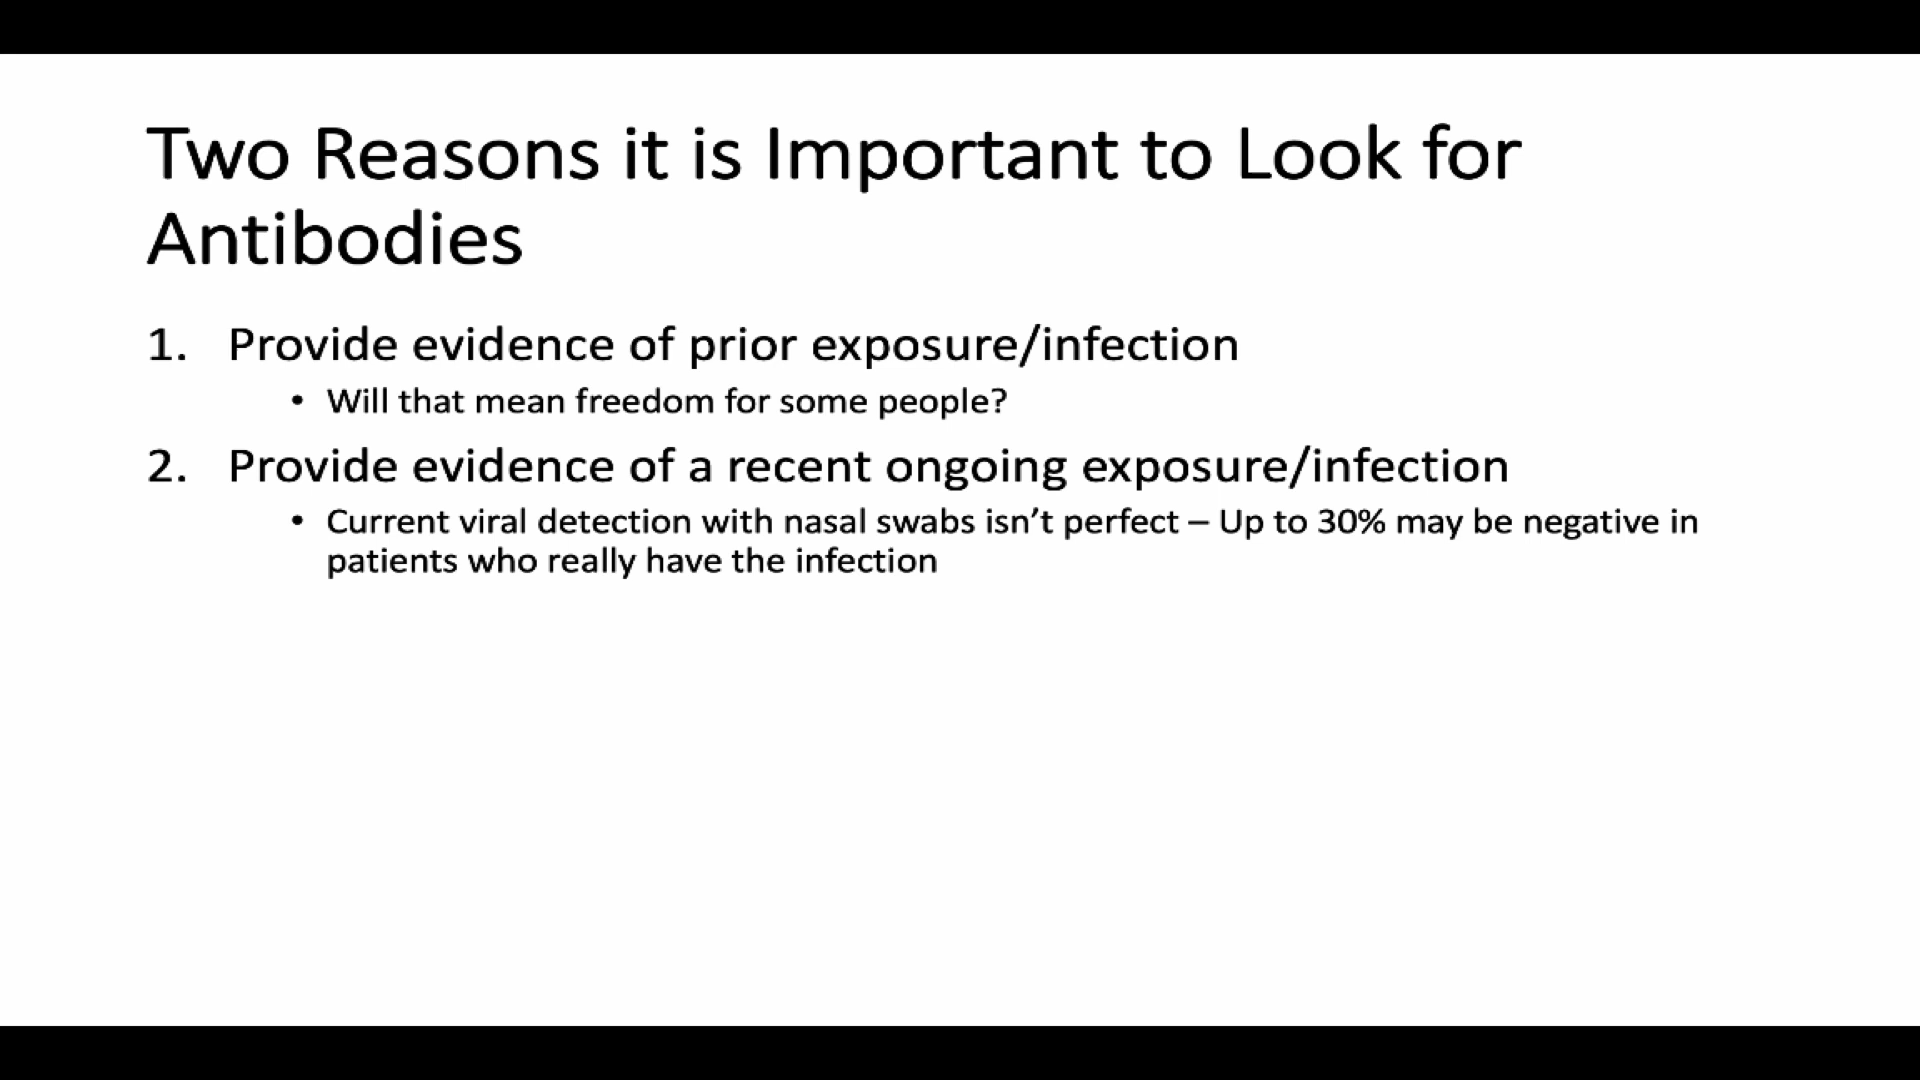 Two Reasons it is Important to Look for
Antibodies
1. Provide evidence of prior exposure/infection
• Will that mean freedom for some people?
2. Provide evidence of a recent ongoing exposure/infection
• Current viral detection with nasal swabs isn’t perfect – Up to 30% may be negative in
patients who really have the infection